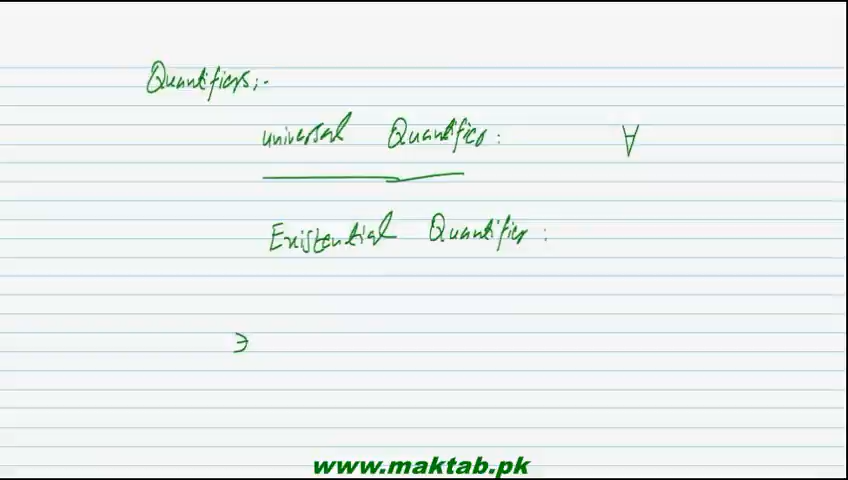 Quantifiers:-
universal Quantifier: ∀
Existential Quantifier:
∃
www.maktab.pk